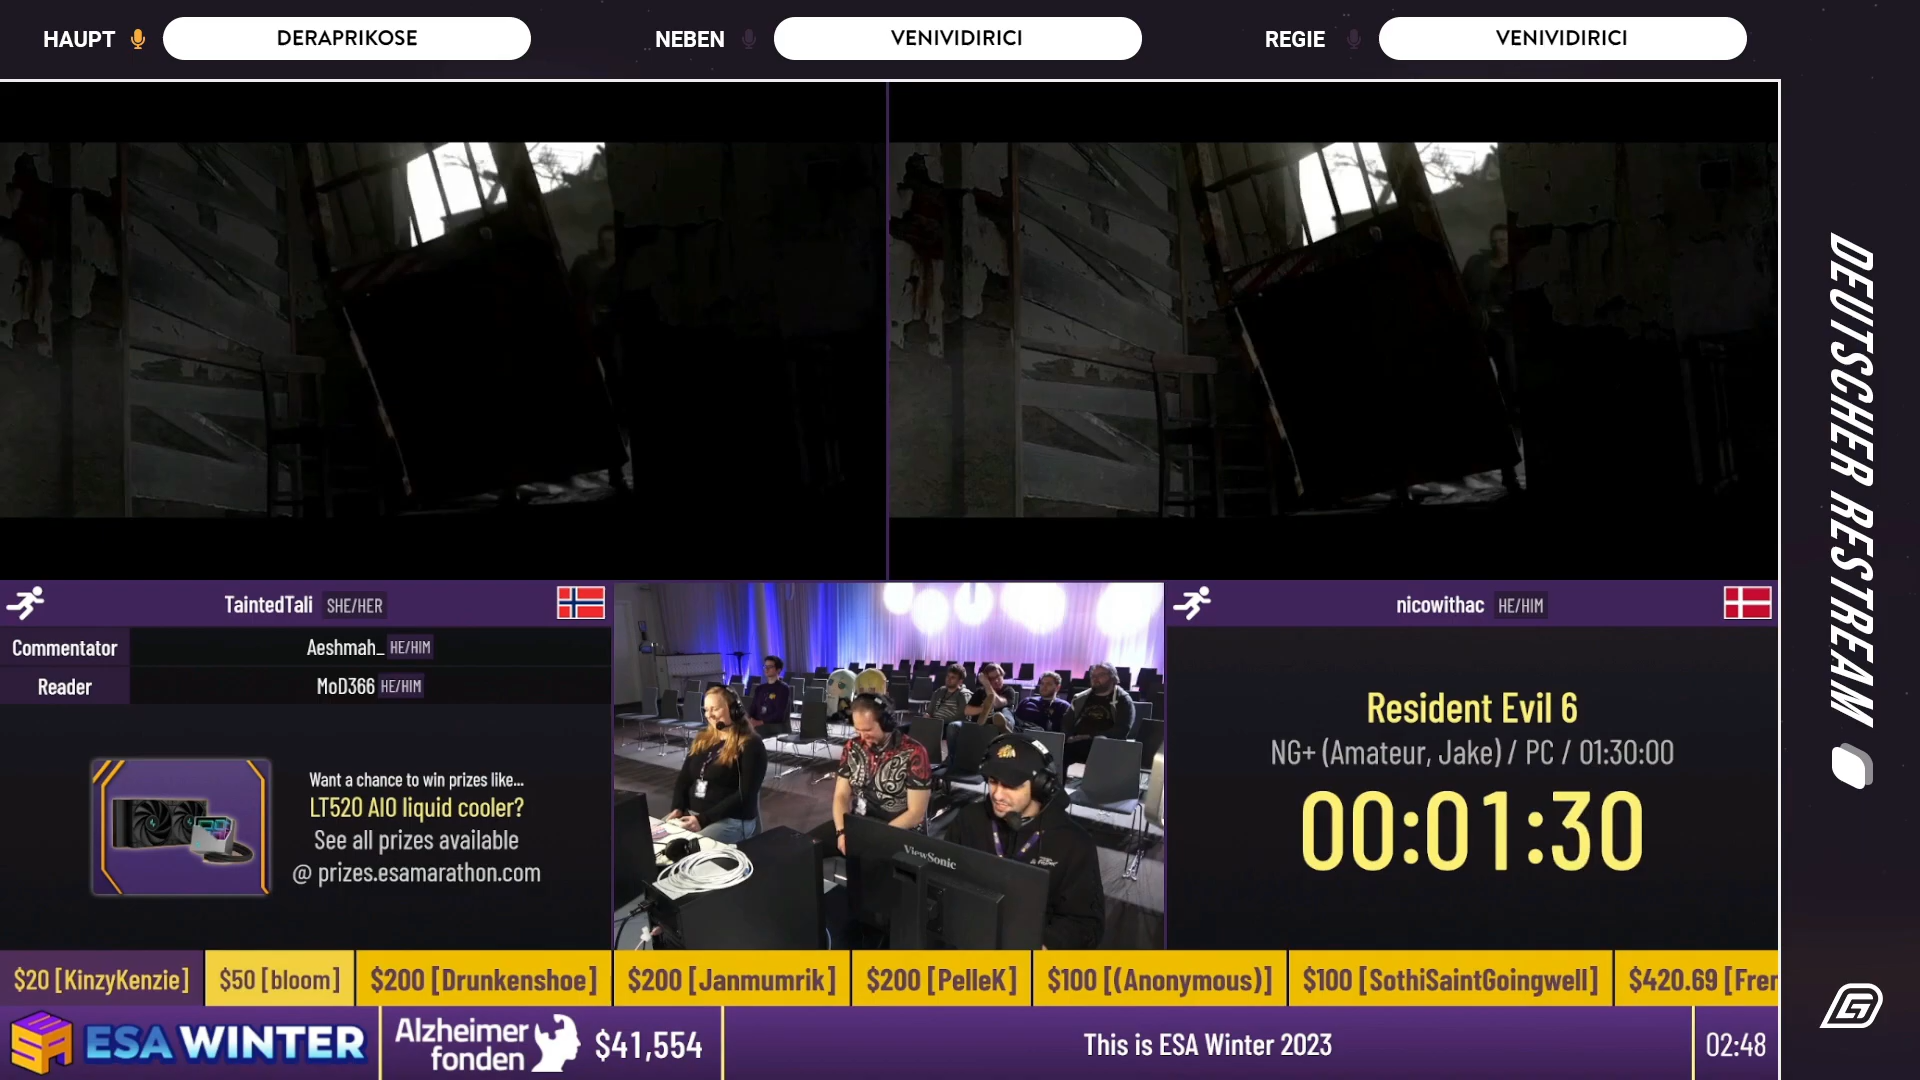 HAUPT
DERAPRIKOSE
NEBEN
VENIVIDIRICI
REGIE
VENIVIDIRICI
DEUTSCHER RESTREAM
TaintedTali SHE/HER
Commentator
Aeshmah_ HE/HIM
Reader
MoD366 HE/HIM
Want a chance to win prizes like...
LT520 AIO liquid cooler?
See all prizes available
@ prizes.esamarathon.com
ViewSonic
nicowithac HE/HIM
Resident Evil 6
NG+ (Amateur, Jake) / PC / 01:30:00
00:01:30
$20 [KinzyKenzie]
$50 [bloom]
$200 [Drunkenshoe]
$200 [Janmumrik]
$200 [PelleK]
$100 [(Anonymous)]
$100 [SothiSaintGoingwell]
$420.69 [Fren
ESA WINTER
Alzheimer
fonden
$41,554
This is ESA Winter 2023
02:48